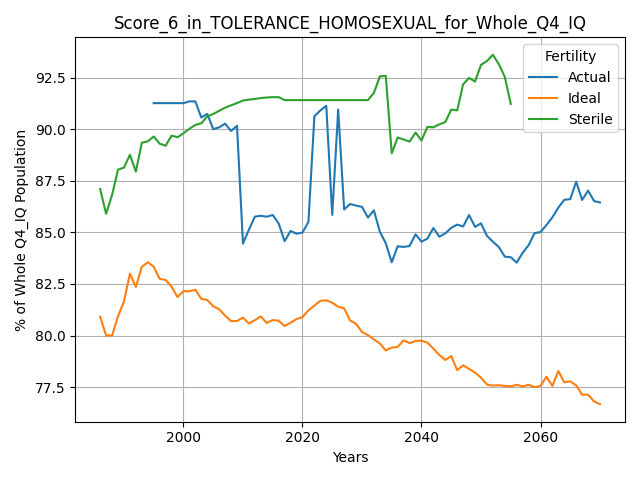 Score_6_in_TOLERANCE_HOMOSEXUAL_for_Whole_Q4_IQ
Fertility
Actual
Ideal
Sterile
% of Whole Q4_IQ Population
92.5
90.0
87.5
85.0
82.5
80.0
77.5
2000
2020
2040
2060
Years